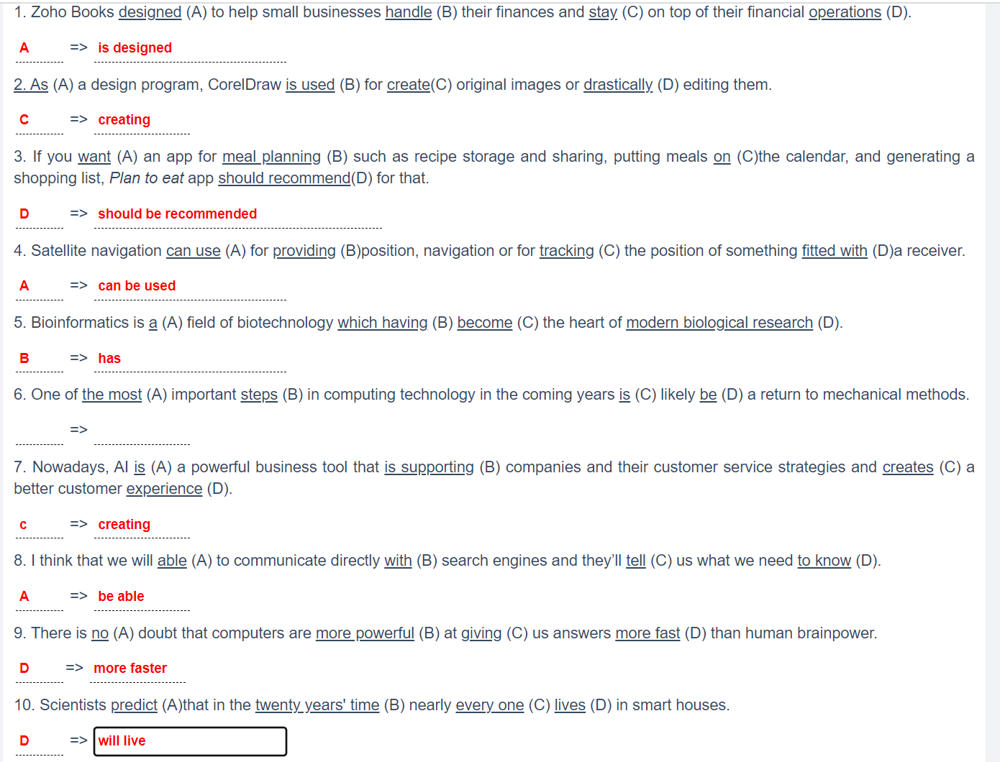 1. Zoho Books designed (A) to help small businesses handle (B) their finances and stay (C) on top of their financial operations (D).
A => is designed
2. As (A) a design program, CorelDraw is used (B) for create(C) original images or drastically (D) editing them.
C => creating
3. If you want (A) an app for meal planning (B) such as recipe storage and sharing, putting meals on (C)the calendar, and generating a
shopping list, Plan to eat app should recommend(D) for that.
D => should be recommended
4. Satellite navigation can use (A) for providing (B)position, navigation or for tracking (C) the position of something fitted with (D)a receiver.
A => can be used
5. Bioinformatics is a (A) field of biotechnology which having (B) become (C) the heart of modern biological research (D).
B => has
6. One of the most (A) important steps (B) in computing technology in the coming years is (C) likely be (D) a return to mechanical methods.
=>
7. Nowadays, AI is (A) a powerful business tool that is supporting (B) companies and their customer service strategies and creates (C) a
better customer experience (D).
c => creating
8. I think that we will able (A) to communicate directly with (B) search engines and they’ll tell (C) us what we need to know (D).
A => be able
9. There is no (A) doubt that computers are more powerful (B) at giving (C) us answers more fast (D) than human brainpower.
D => more faster
10. Scientists predict (A)that in the twenty years' time (B) nearly every one (C) lives (D) in smart houses.
D => will live